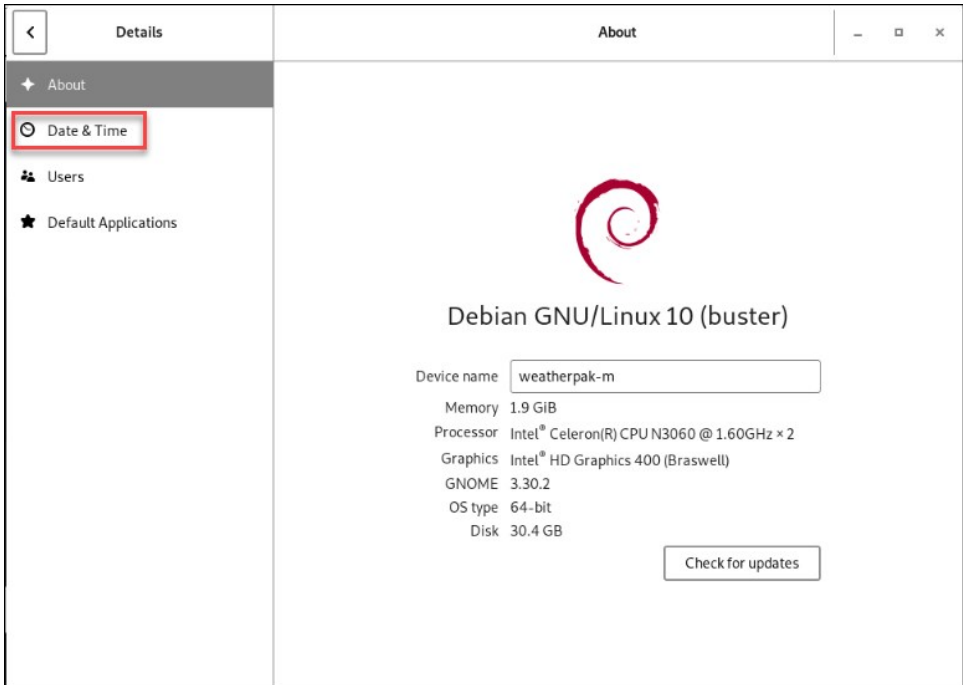 Details
About
About
Date & Time
Users
Default Applications
Debian GNU/Linux 10 (buster)
Device name weatherpak-m
Memory 1.9 GiB
Processor Intel® Celeron(R) CPU N3060 @ 1.60GHz × 2
Graphics Intel® HD Graphics 400 (Braswell)
GNOME 3.30.2
OS type 64-bit
Disk 30.4 GB
Check for updates